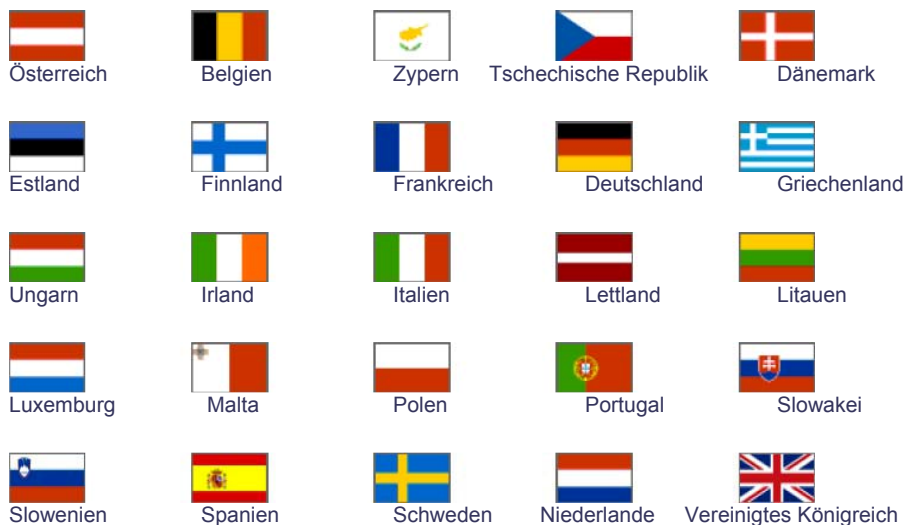 Österreich Belgien Zypern Tschechische Republik Dänemark
Estland Finnland Frankreich Deutschland Griechenland
Ungarn Irland Italien Lettland Litauen
Luxemburg Malta Polen Portugal Slowakei
Slowenien Spanien Schweden Niederlande Vereinigtes Königreich